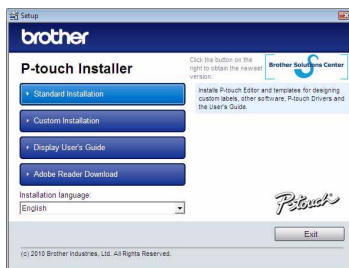 Setup
brother
P-touch Installer
Click the button on the
right to obtain the newest
version.
Brother Solutions Center
Standard Installation
Custom Installation
Display User's Guide
Adobe Reader Download
Installs P-touch Editor and templates for designing
custom labels, other software, P-touch Drivers and
the User's Guide.
Installation language:
English
P-touch
Exit
(c) 2010 Brother Industries, Ltd. All Rights Reserved.